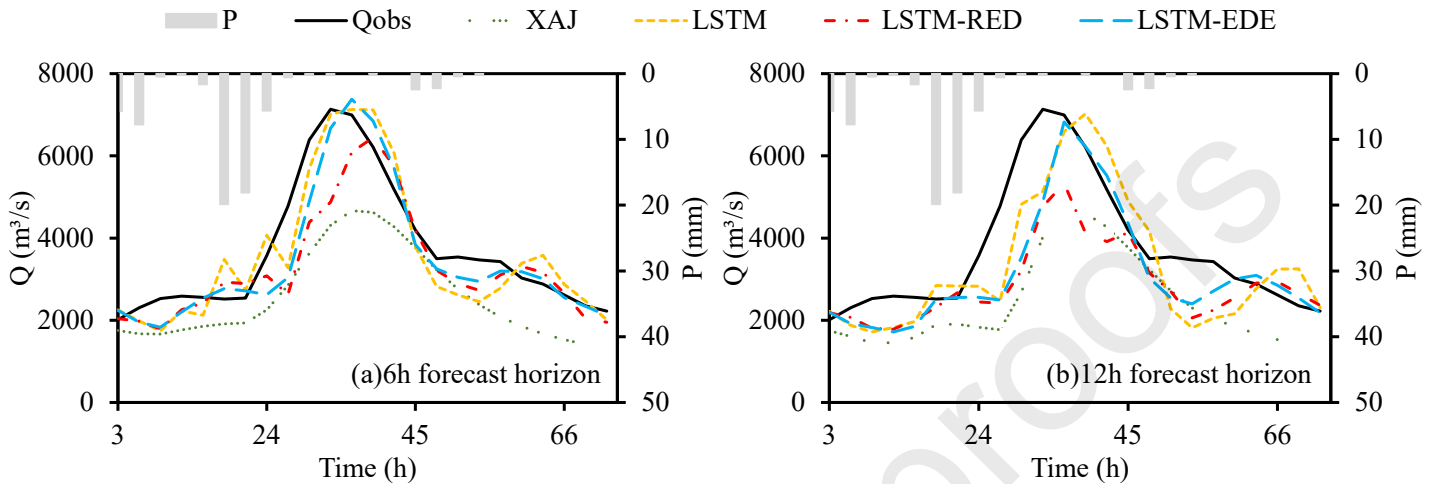 P Qobs XAJ LSTM LSTM-RED LSTM-EDE
8000 0 8000 0
6000 10 6000 10
4000 20 4000 20
2000 30 2000 30
0 40 0 40
50 50
Q (m³/s) P (mm) Q (m³/s) P (mm)
(a)6h forecast horizon (b)12h forecast horizon
3 24 45 66 3 24 45 66
Time (h) Time (h)
proofs